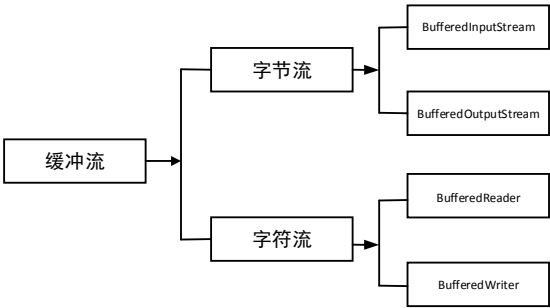 缓冲流
字节流
BufferedInputStream
BufferedOutputStream
字符流
BufferedReader
BufferedWriter